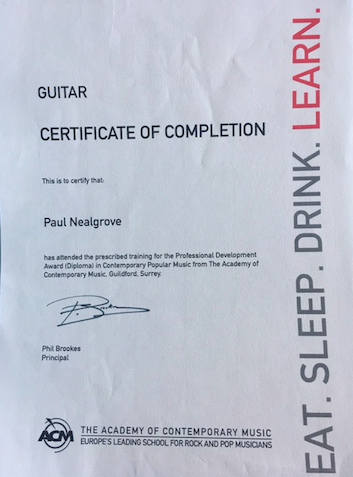 GUITAR
CERTIFICATE OF COMPLETION
This is to certify that:
Paul Nealgrove
has attended the prescribed training for the Professional Development
Award (Diploma) in Contemporary Popular Music from The Academy of
Contemporary Music, Guildford, Surrey.
P. Brookes
Phil Brookes
Principal
ACM
THE ACADEMY OF CONTEMPORARY MUSIC
EUROPE'S LEADING SCHOOL FOR ROCK AND POP MUSICIANS
EAT. SLEEP. DRINK. LEARN.